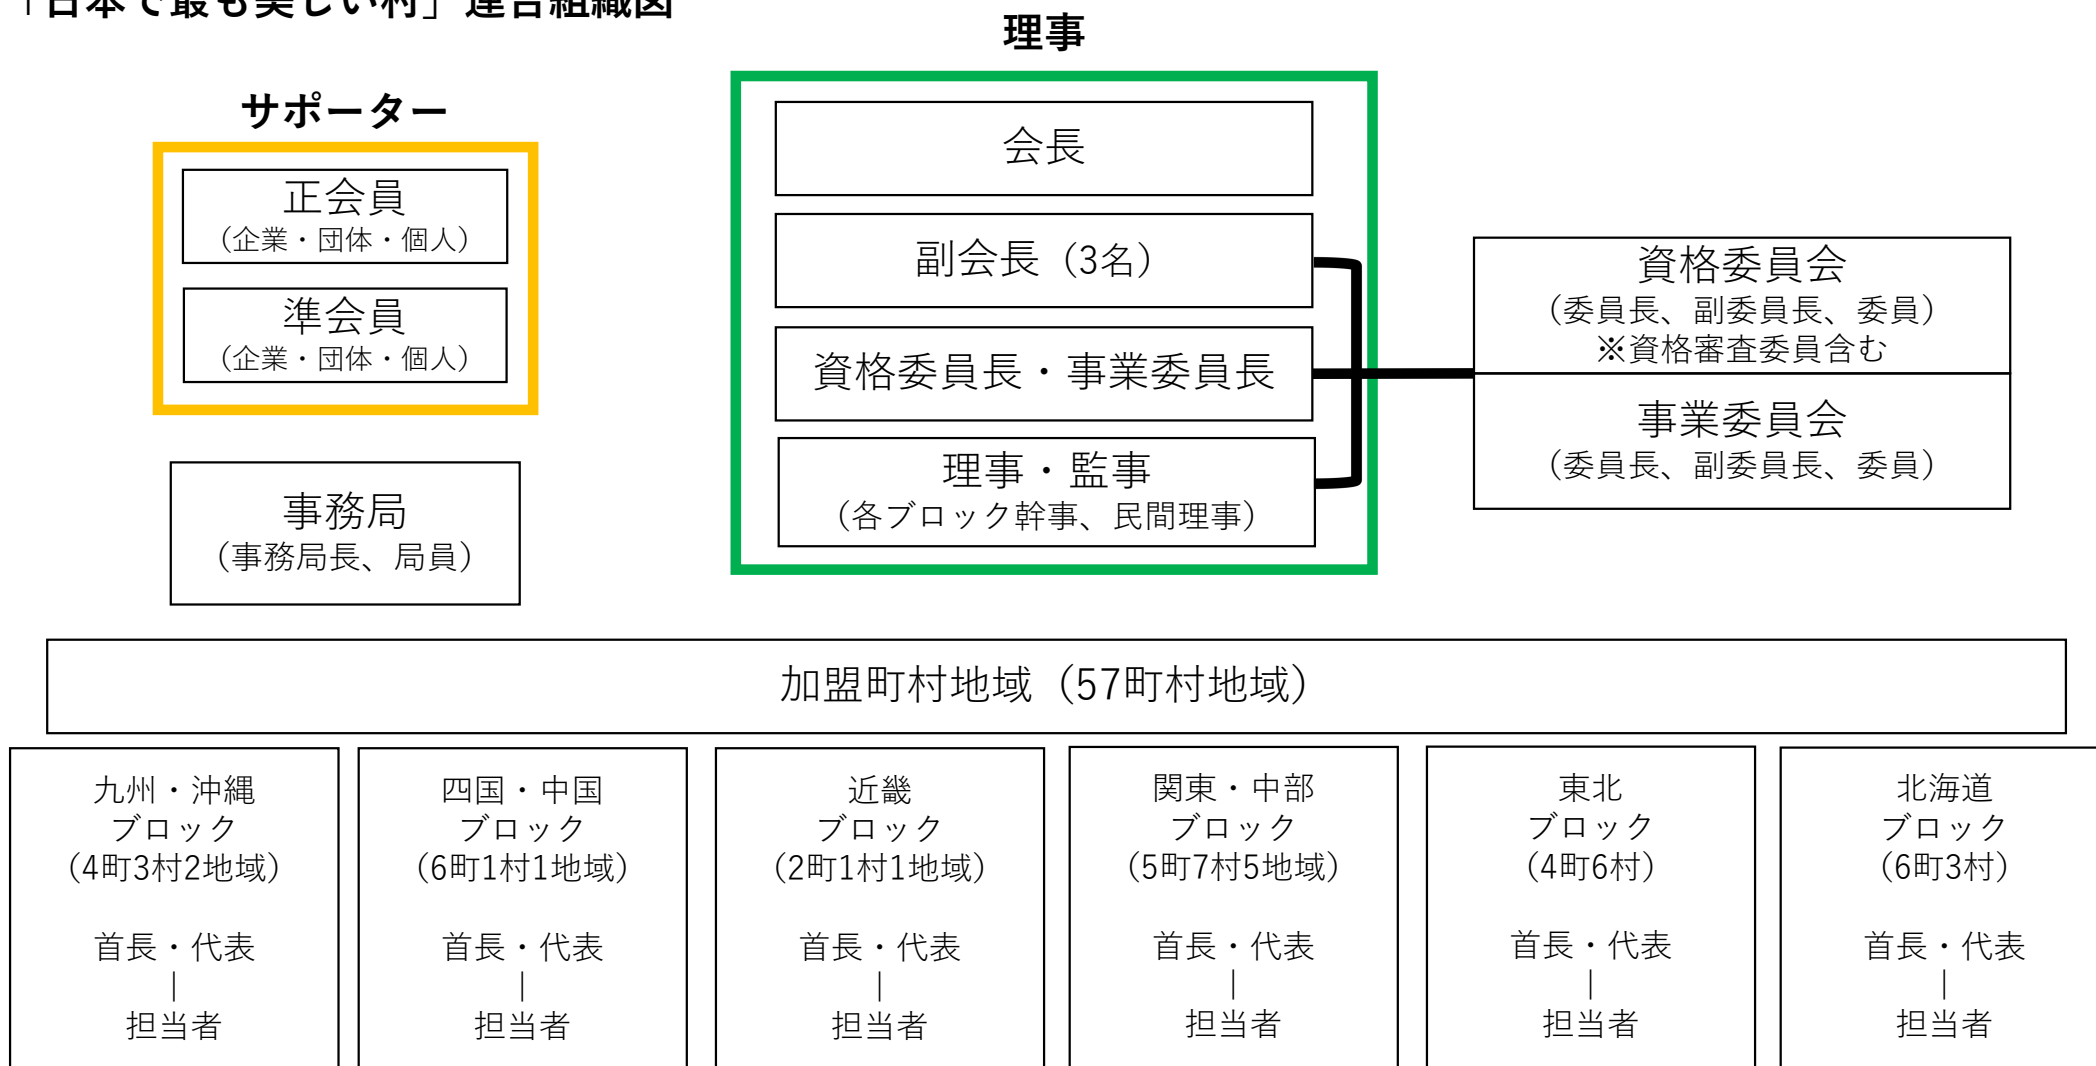 「日本で最も美しい村」連合組織図
理事
サポーター
正会員
（企業・団体・個人）
準会員
（企業・団体・個人）
事務局
（事務局長、局員）
会長
副会長（3名）
資格委員長・事業委員長
理事・監事
（各ブロック幹事、民間理事）
資格委員会
（委員長、副委員長、委員）
※資格審査委員含む
事業委員会
（委員長、副委員長、委員）
加盟町村地域（57町村地域）
九州・沖縄
ブロック
（4町3村2地域）
首長・代表
｜
担当者
四国・中国
ブロック
（6町1村1地域）
首長・代表
｜
担当者
近畿
ブロック
（2町1村1地域）
首長・代表
｜
担当者
関東・中部
ブロック
（5町7村5地域）
首長・代表
｜
担当者
東北
ブロック
（4町6村）
首長・代表
｜
担当者
北海道
ブロック
（6町3村）
首長・代表
｜
担当者